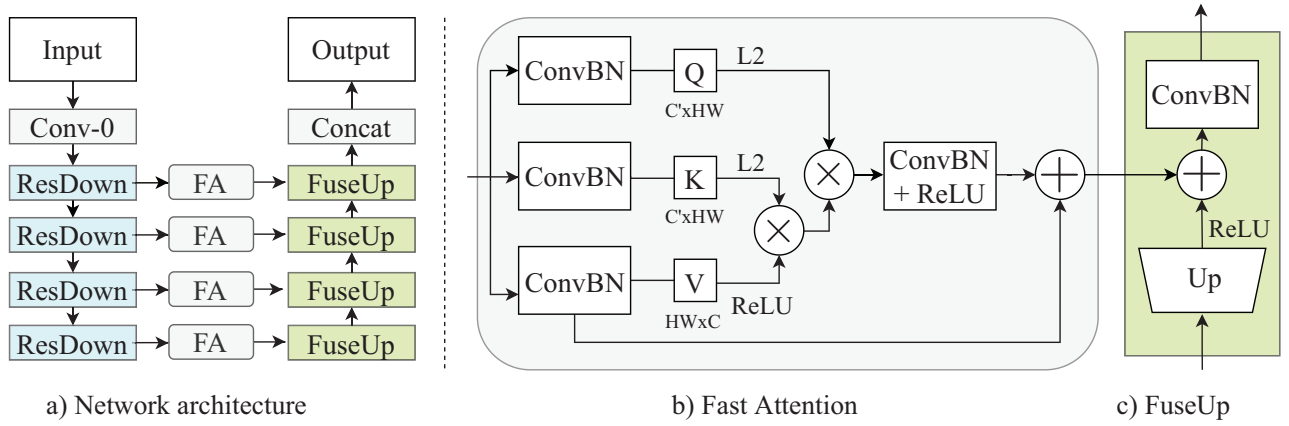 Input
Output
Conv-0
Concat
ResDown
FA
FuseUp
ResDown
FA
FuseUp
ResDown
FA
FuseUp
ResDown
FA
FuseUp
a) Network architecture
ConvBN
Q
L2
C'xHW
ConvBN
K
L2
C'xHW
ConvBN
V
ReLU
HWxC
×
×
ConvBN
+ ReLU
+
b) Fast Attention
ConvBN
+
ReLU
Up
c) FuseUp